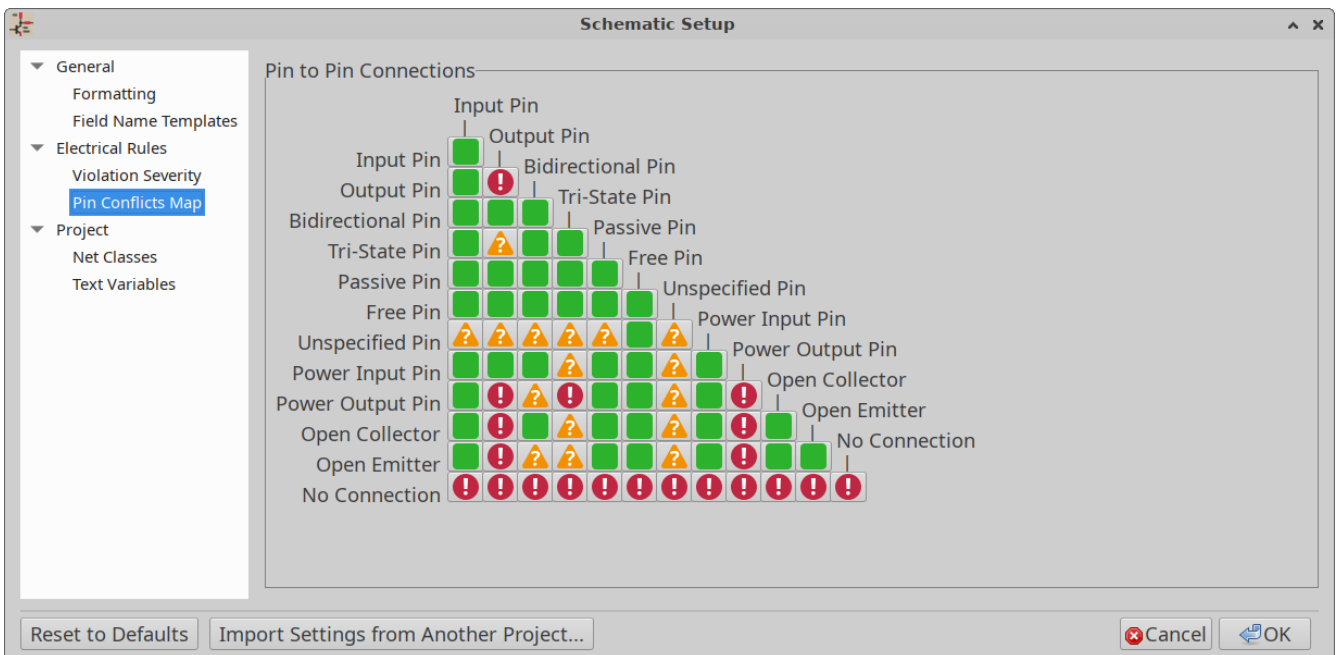 Schematic Setup
General
Formatting
Field Name Templates
Electrical Rules
Violation Severity
Pin Conflicts Map
Project
Net Classes
Text Variables
Pin to Pin Connections
Input Pin
Output Pin
Bidirectional Pin
Tri-State Pin
Passive Pin
Free Pin
Unspecified Pin
Power Input Pin
Power Output Pin
Open Collector
Open Emitter
No Connection
Input Pin
Output Pin
Bidirectional Pin
Tri-State Pin
Passive Pin
Free Pin
Unspecified Pin
Power Input Pin
Power Output Pin
Open Collector
Open Emitter
No Connection
Reset to Defaults
Import Settings from Another Project...
Cancel
OK